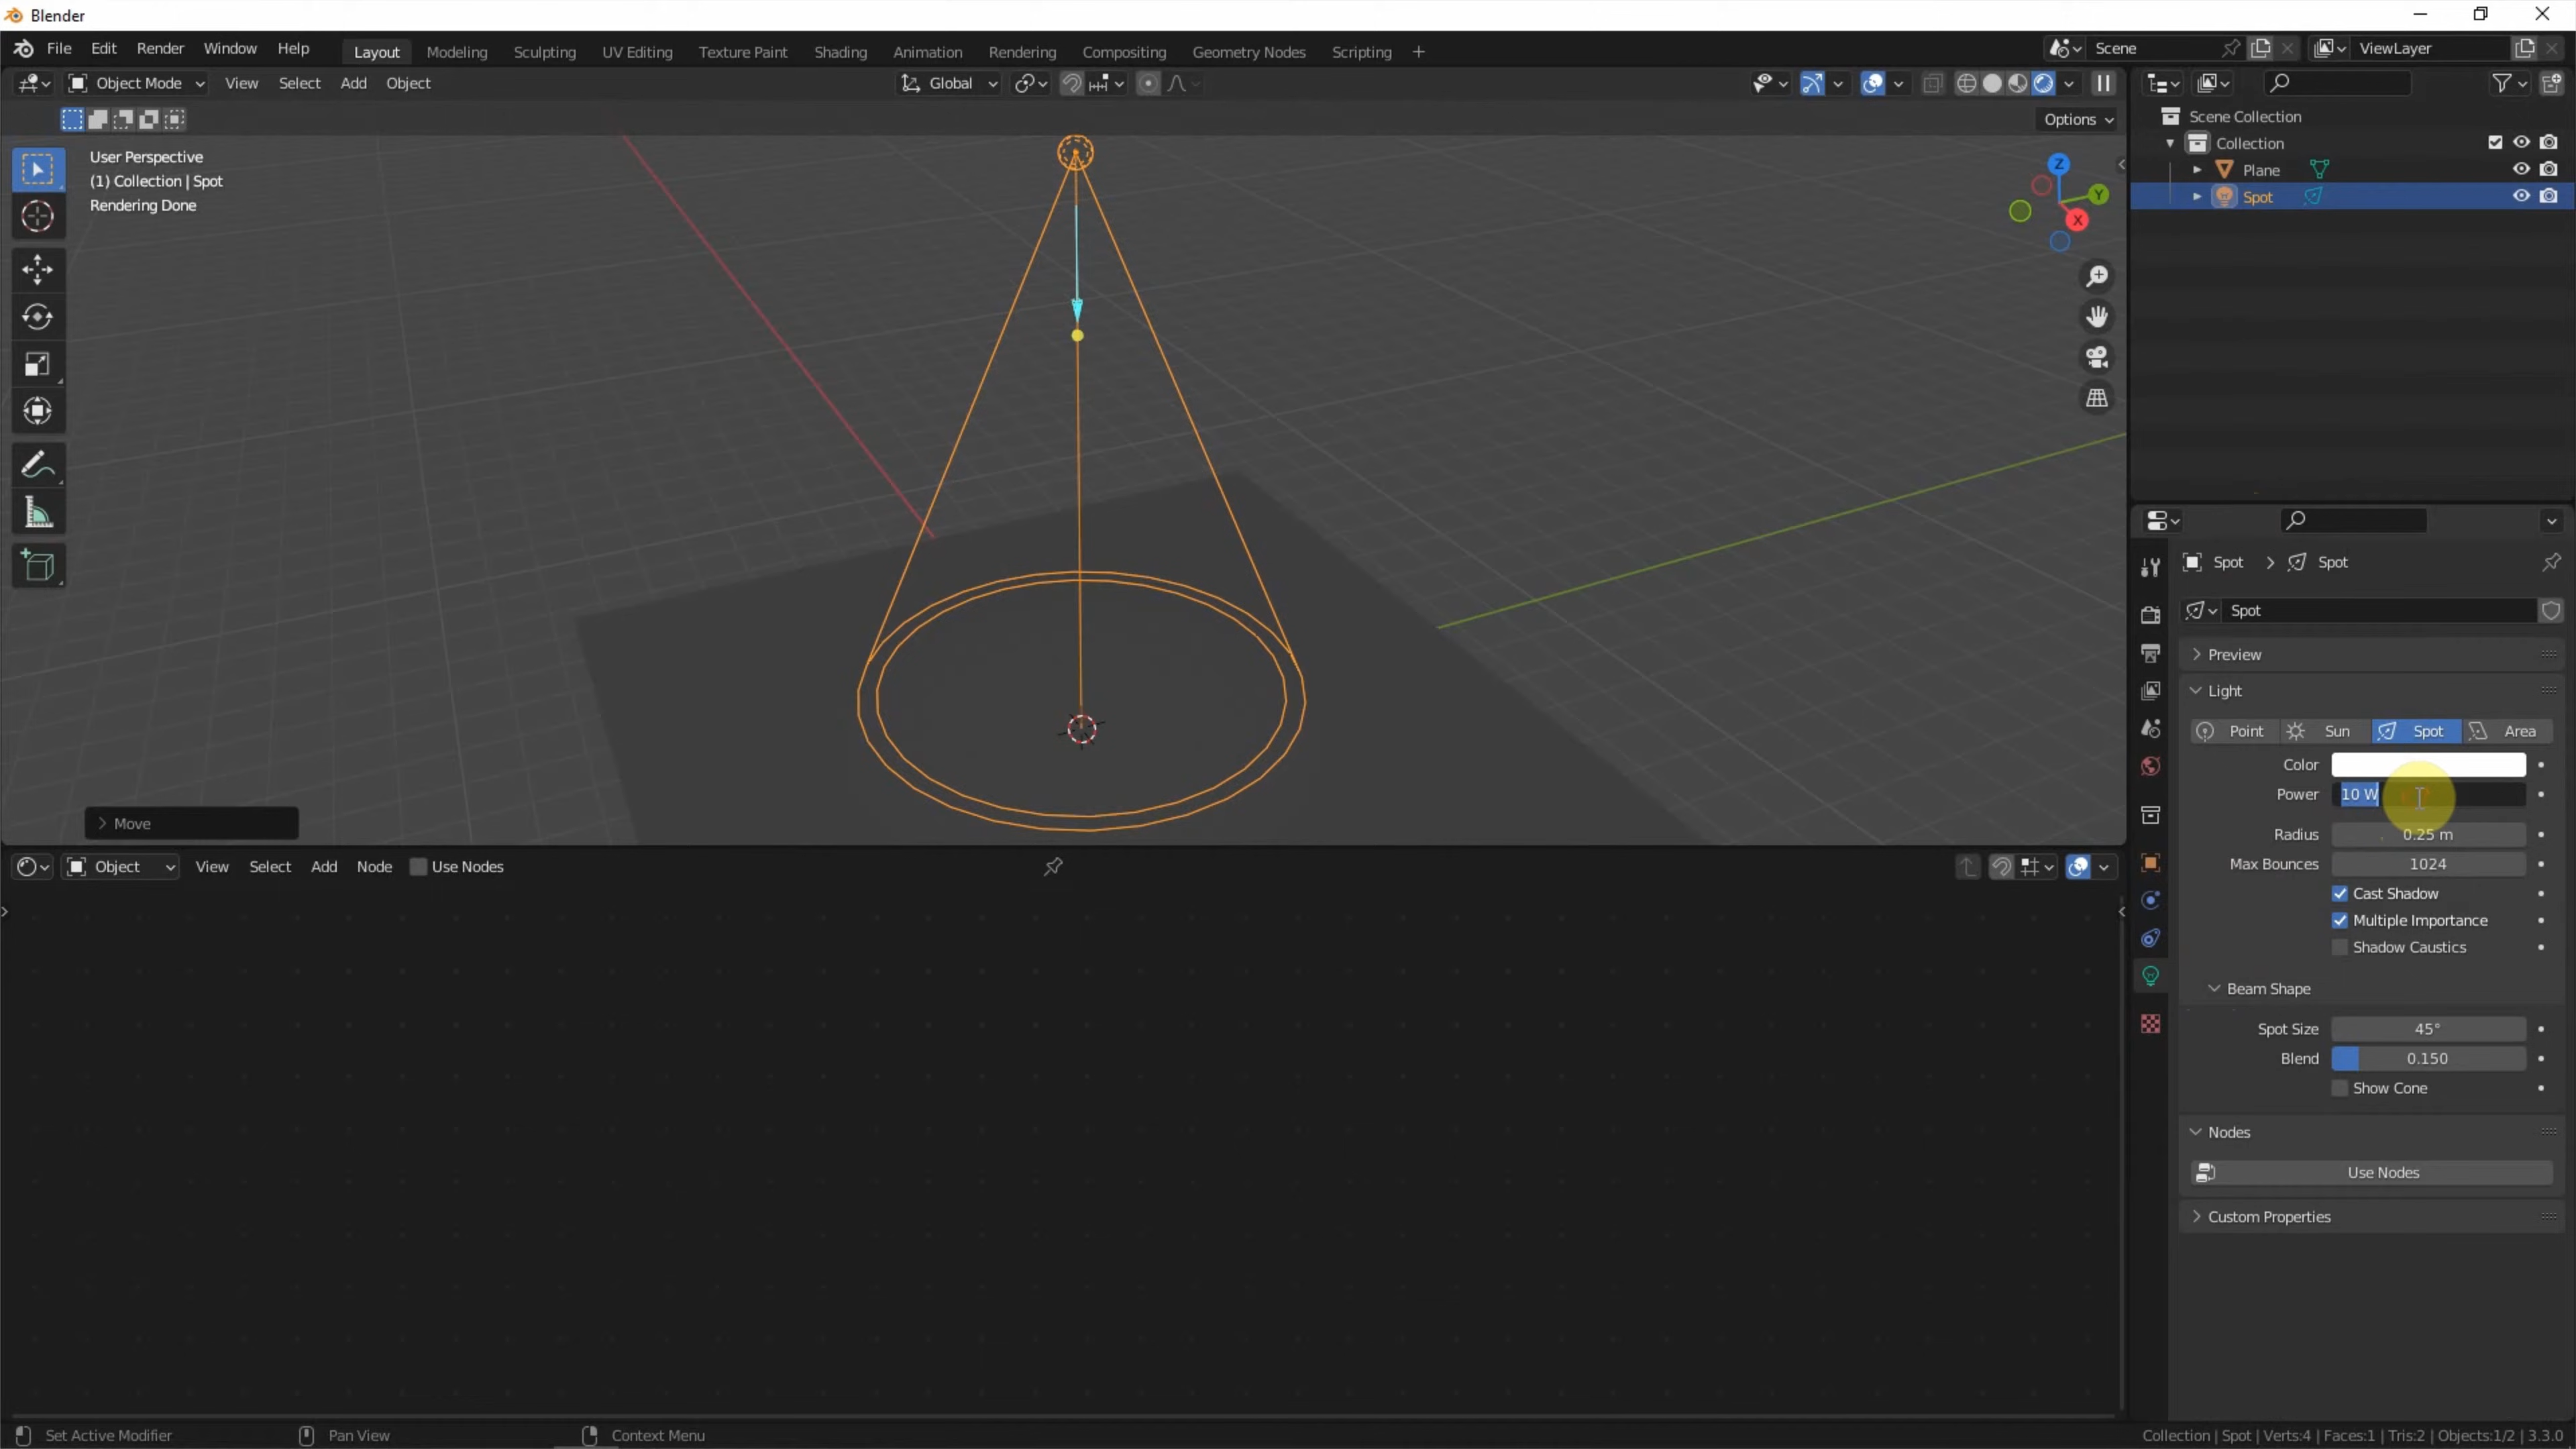 Blender
File Edit Render Window Help Layout Modeling Sculpting UV Editing Texture Paint Shading Animation Rendering Compositing Geometry Nodes Scripting + Scene ViewLayer
Object Mode View Select Add Object Global
Options
User Perspective
(1) Collection | Spot
Rendering Done
Z
Y
X
Move
Scene Collection
Collection
Plane
Spot
Spot > Spot
Spot
Preview
Light
Point Sun Spot Area
Color
Power 10 W
Radius 0.25 m
Max Bounces 1024
Cast Shadow
Multiple Importance
Shadow Caustics
Beam Shape
Spot Size 45°
Blend 0.150
Show Cone
Nodes
Use Nodes
Custom Properties
Object View Select Add Node Use Nodes
Set Active Modifier Pan View Context Menu Collection | Spot | Verts:4 | Faces:1 | Tris:2 | Objects:1/2 | 3.3.0